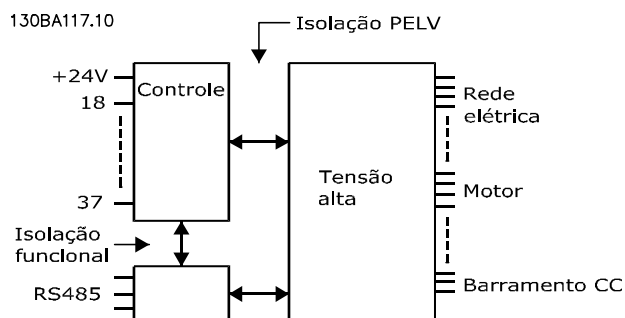 130BA117.10
Isolação PELV
+24V
18
37
Controle
Tensão
alta
Rede
elétrica
Motor
Barramento CC
Isolação
funcional
RS485